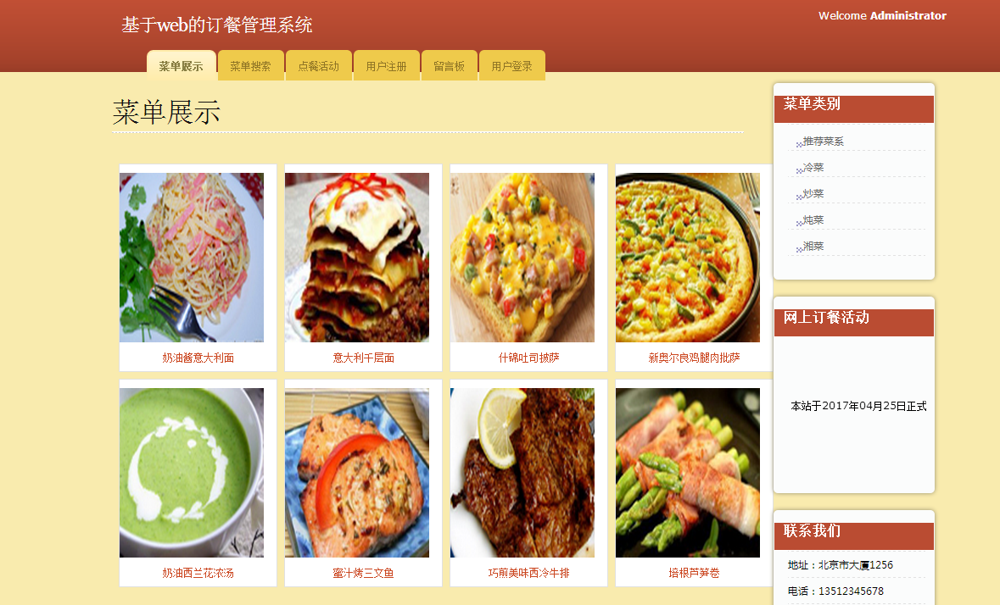 基于web的订餐管理系统
Welcome Administrator
菜单展示
菜单搜索
点餐活动
用户注册
留言板
用户登录
菜单展示
奶油酱意大利面
意大利千层面
什锦吐司披萨
新奥尔良鸡腿肉批萨
奶油西兰花浓汤
蜜汁烤三文鱼
巧煎美味西冷牛排
培根芦笋卷
菜单类别
推荐菜系
冷菜
炒菜
炖菜
湘菜
网上订餐活动
本站于2017年04月25日正式
联系我们
地址：北京市大厦1256
电话：13512345678